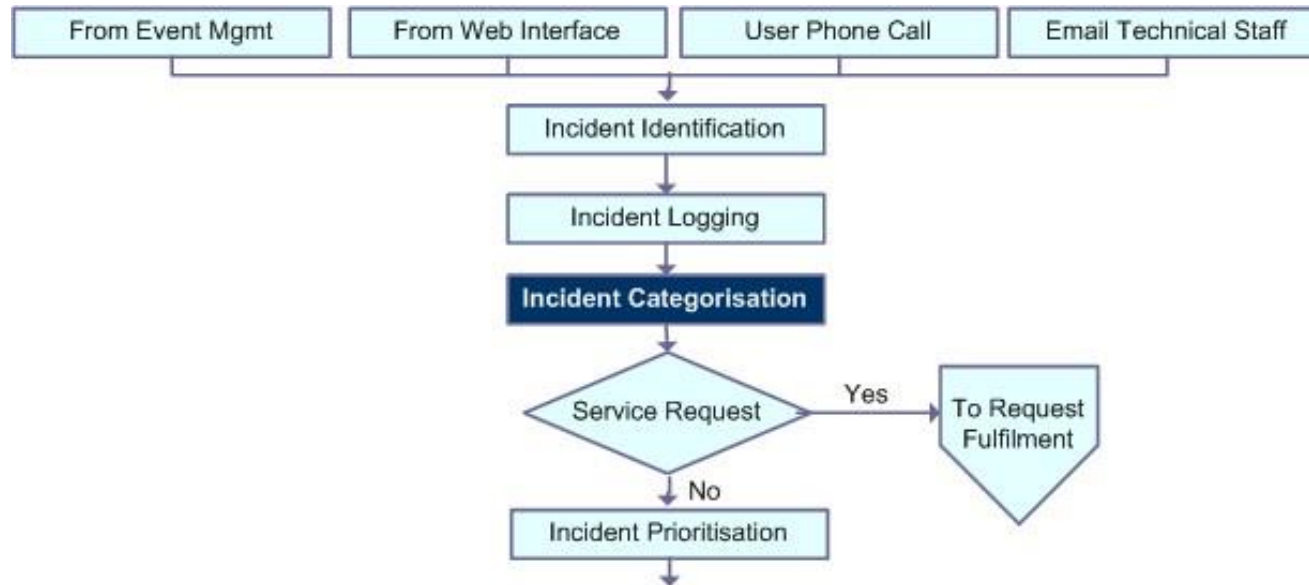 From Event Mgmt
From Web Interface
User Phone Call
Email Technical Staff
Incident Identification
Incident Logging
Incident Categorisation
Service Request
Yes
To Request
Fulfilment
No
Incident Prioritisation